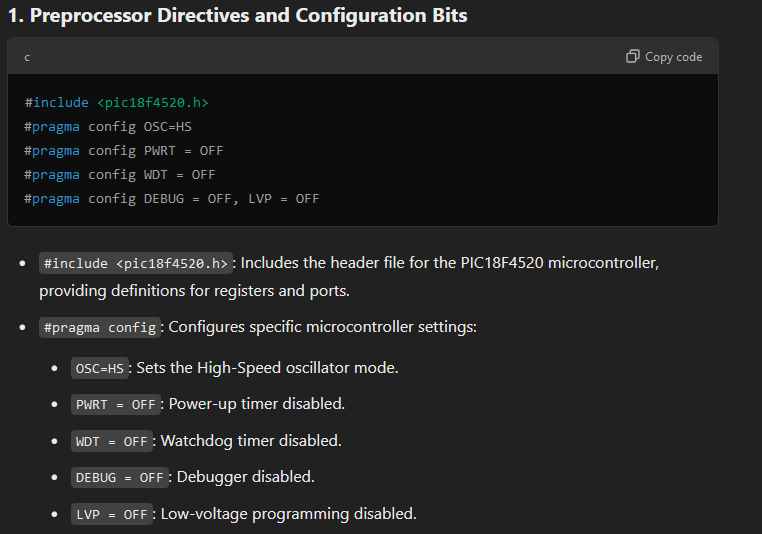 1. Preprocessor Directives and Configuration Bits
c
Copy code
#include <pic18f4520.h>
#pragma config OSC=HS
#pragma config PWRT = OFF
#pragma config WDT = OFF
#pragma config DEBUG = OFF, LVP = OFF
• #include <pic18f4520.h>: Includes the header file for the PIC18F4520 microcontroller,
providing definitions for registers and ports.
• #pragma config: Configures specific microcontroller settings:
• OSC=HS: Sets the High-Speed oscillator mode.
• PWRT = OFF: Power-up timer disabled.
• WDT = OFF: Watchdog timer disabled.
• DEBUG = OFF: Debugger disabled.
• LVP = OFF: Low-voltage programming disabled.